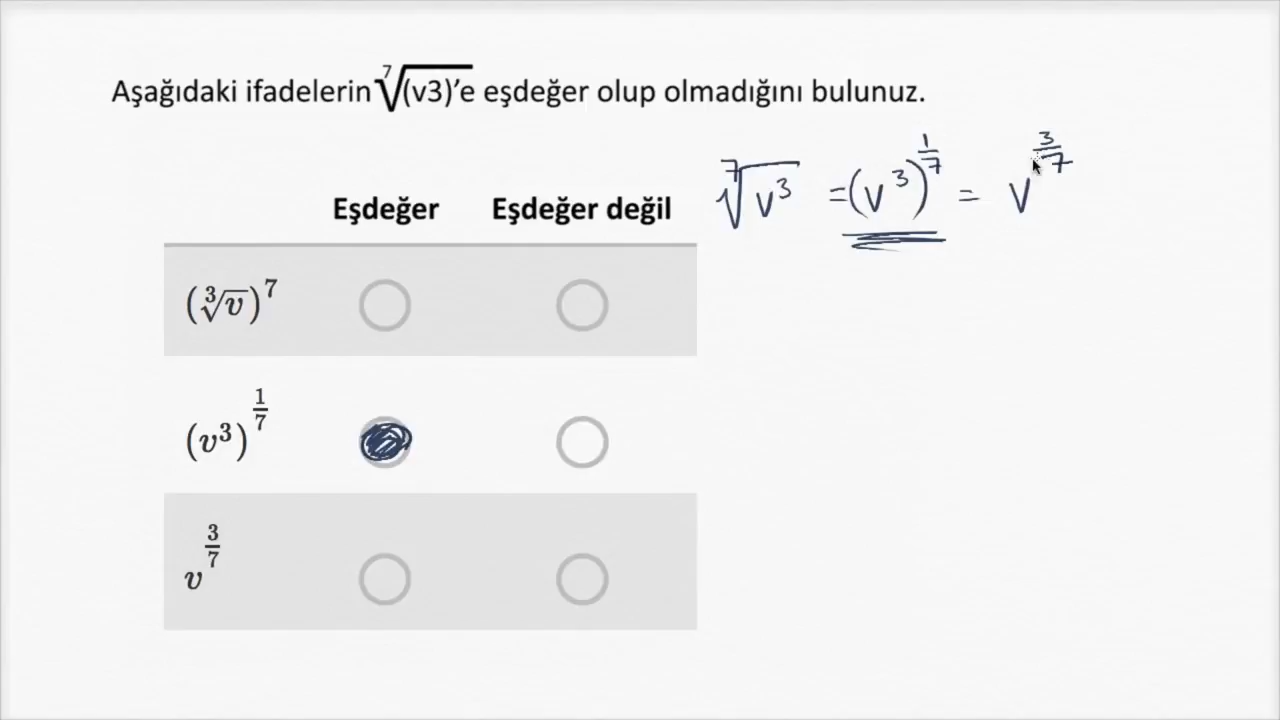 Aşağıdaki ifadelerin ⁷√(v3)’e eşdeğer olup olmadığını bulunuz.
⁷√v³ = (v³)^(1/7) = v^(3/7)
Eşdeğer Eşdeğer değil
(³√v)⁷
(v³)^(1/7)
v^(3/7)